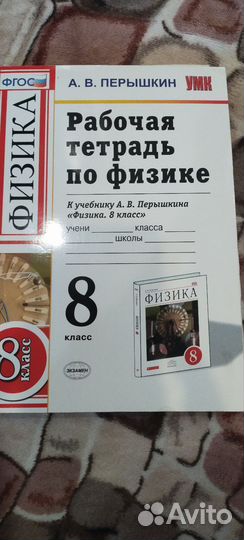 ФГОС
А. В. ПЕРЫШКИН
УМК
Рабочая
тетрадь
по физике
К учебнику А. В. Перышкина
«Физика. 8 класс»
учени класса
школы
8
класс
ФИЗИКА
8
ЭКЗАМЕН
ФИЗИКА
8
класс
Avito